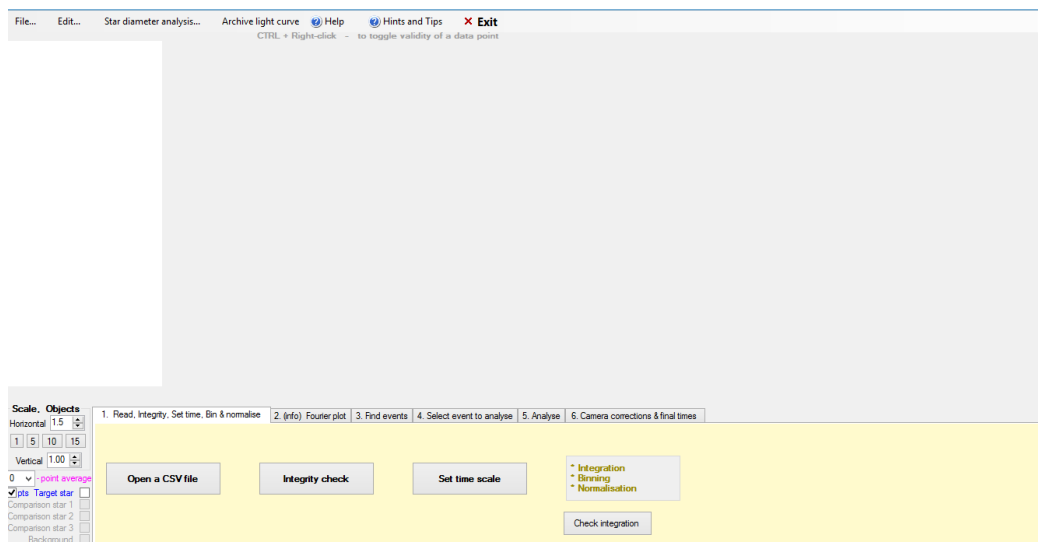 File... Edit... Star diameter analysis... Archive light curve Help Hints and Tips Exit
CTRL + Right-click - to toggle validity of a data point
Scale, Objects
Horizontal 1.5
1 5 10 15
Vertical 1.00
0 - point average
pts Target star
Comparison star 1
Comparison star 2
Comparison star 3
Background
1. Read, Integrity, Set time, Bin & normalise 2. (info) Fourier plot 3. Find events 4. Select event to analyse 5. Analyse 6. Camera corrections & final times
Open a CSV file Integrity check Set time scale
* Integration
* Binning
* Normalisation
Check integration